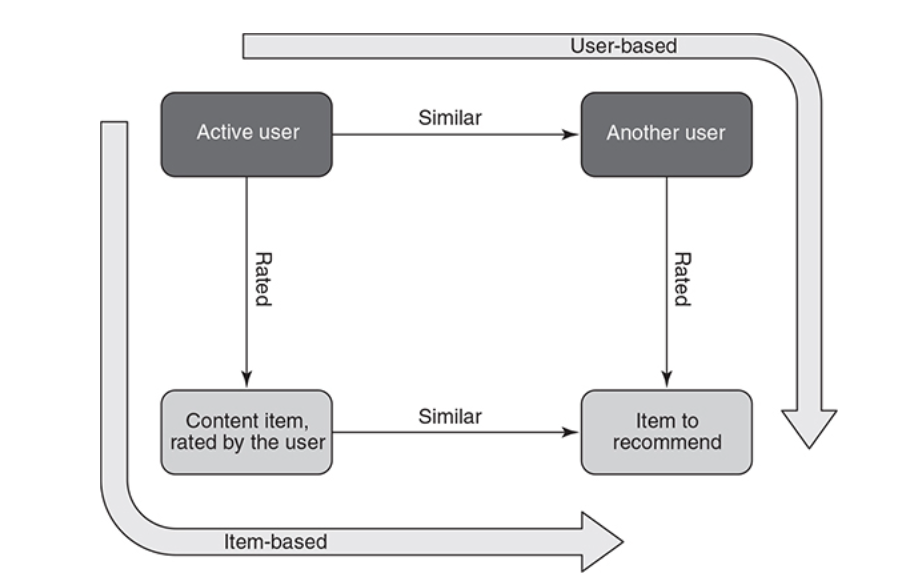 User-based
Active user
Similar
Another user
Rated
Rated
Content item,
rated by the user
Similar
Item to
recommend
Item-based